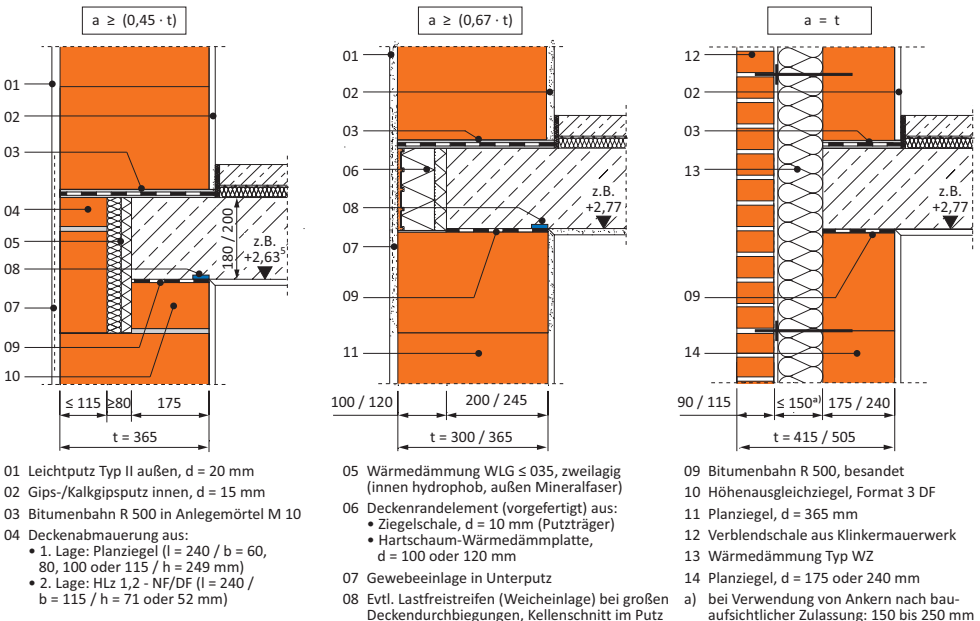 a ≥ (0,45 · t)
01
02
03
04
05
08
07
09
10
180 / 200
z.B.
+2,63⁵
≤ 115 ≥80 175
t = 365
a ≥ (0,67 · t)
01
02
03
06
08
07
09
11
z.B.
+2,77
100 / 120 200 / 245
t = 300 / 365
a = t
12
02
03
13
09
14
z.B.
+2,77
90 / 115 ≤ 150ᵃ⁾ 175 / 240
t = 415 / 505
01 Leichtputz Typ II außen, d = 20 mm
02 Gips-/Kalkgipsputz innen, d = 15 mm
03 Bitumenbahn R 500 in Anlegemörtel M 10
04 Deckenabmauerung aus:
• 1. Lage: Planziegel (l = 240 / b = 60,
80, 100 oder 115 / h = 249 mm)
• 2. Lage: HLz 1,2 - NF/DF (l = 240 /
b = 115 / h = 71 oder 52 mm)
05 Wärmedämmung WLG ≤ 035, zweilagig
(innen hydrophob, außen Mineralfaser)
06 Deckenrandelement (vorgefertigt) aus:
• Ziegelschale, d = 10 mm (Putzträger)
• Hartschaum-Wärmedämmplatte,
d = 100 oder 120 mm
07 Gewebeeinlage in Unterputz
08 Evtl. Lastfreistreifen (Weicheinlage) bei großen
Deckendurchbiegungen, Kellenschnitt im Putz
09 Bitumenbahn R 500, besandet
10 Höhenausgleichziegel, Format 3 DF
11 Planziegel, d = 365 mm
12 Verblendschale aus Klinkermauerwerk
13 Wärmedämmung Typ WZ
14 Planziegel, d = 175 oder 240 mm
a) bei Verwendung von Ankern nach bau-
aufsichtlicher Zulassung: 150 bis 250 mm